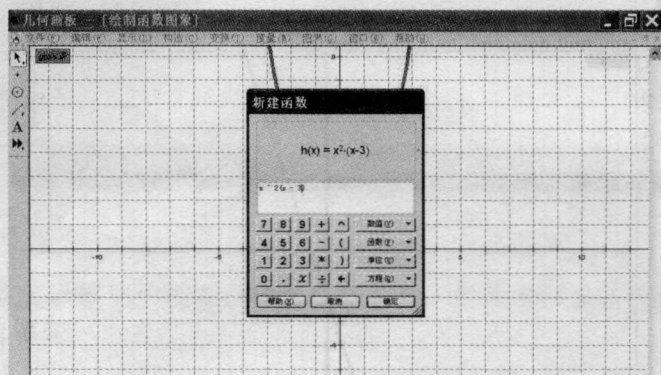 几何画板 - [绘制函数图象]
文件(F) 编辑(E) 显示(D) 构造(C) 变换(T) 度量(M) 图表(G) 窗口(W) 帮助(H)
新建函数
h(x) = x²·(x-3)
x ^ 2(x - 3)
7 8 9 + ^ 数值(V)
4 5 6 - ( 函数(F)
1 2 3 * ) 单位(U)
0 . x ÷ ← 方程(Q)
帮助(H) 取消 确定
A
8
-10
5
10
-5